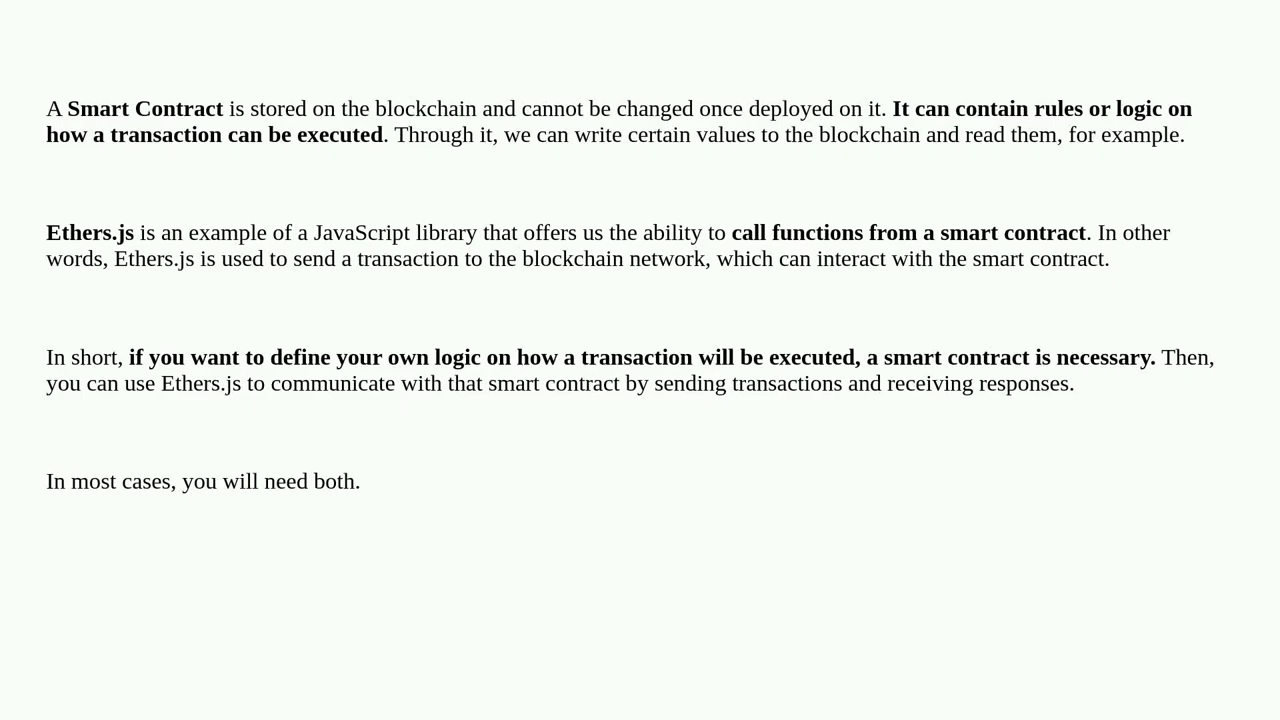 A Smart Contract is stored on the blockchain and cannot be changed once deployed on it. It can contain rules or logic on
how a transaction can be executed. Through it, we can write certain values to the blockchain and read them, for example.
Ethers.js is an example of a JavaScript library that offers us the ability to call functions from a smart contract. In other
words, Ethers.js is used to send a transaction to the blockchain network, which can interact with the smart contract.
In short, if you want to define your own logic on how a transaction will be executed, a smart contract is necessary. Then,
you can use Ethers.js to communicate with that smart contract by sending transactions and receiving responses.
In most cases, you will need both.